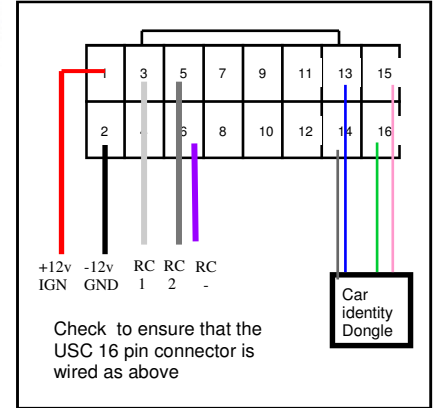 1 3 5 7 9 11 13 15
2 4 6 8 10 12 14 16
+12v -12v RC RC RC
IGN GND 1 2 -
Car
identity
Dongle
Check to ensure that the
USC 16 pin connector is
wired as above